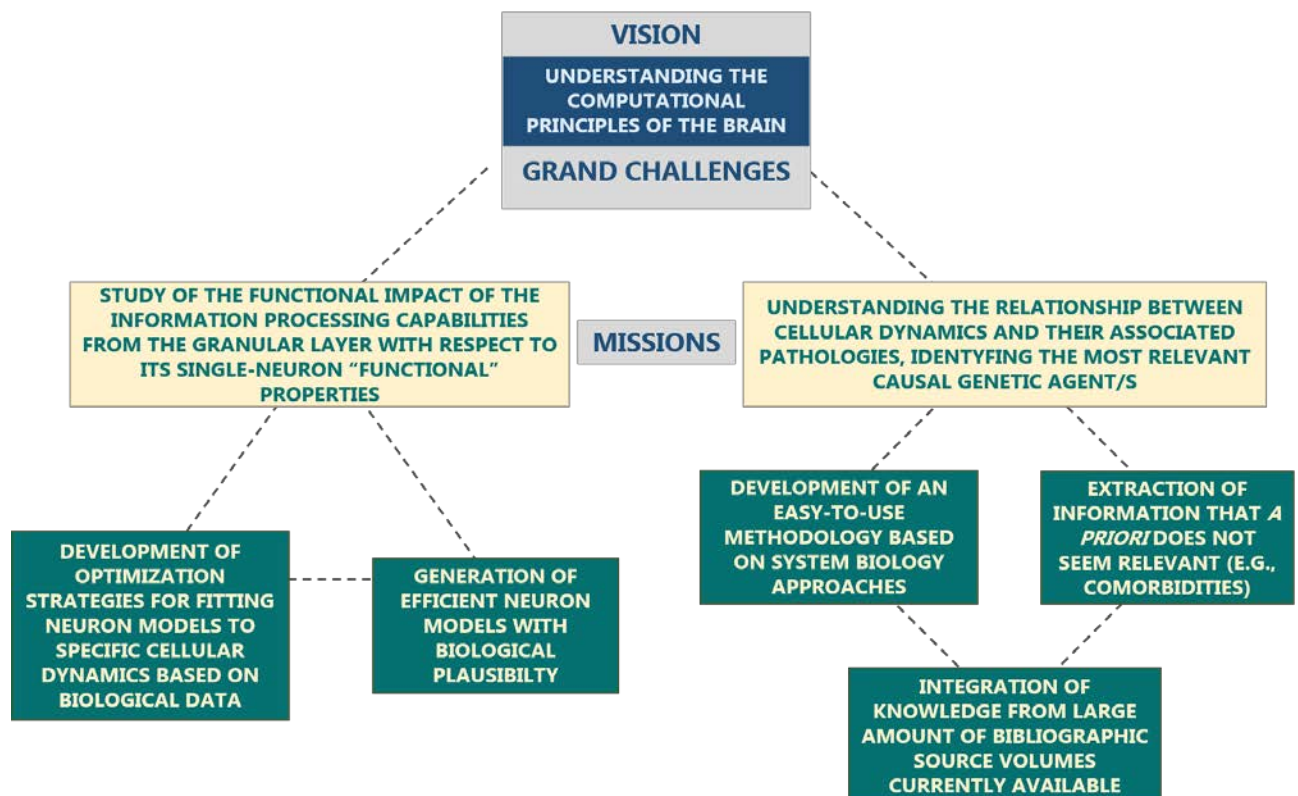 VISION
UNDERSTANDING THE
COMPUTATIONAL
PRINCIPLES OF THE BRAIN
GRAND CHALLENGES
STUDY OF THE FUNCTIONAL IMPACT OF THE
INFORMATION PROCESSING CAPABILITIES
FROM THE GRANULAR LAYER WITH RESPECT TO
ITS SINGLE-NEURON “FUNCTIONAL”
PROPERTIES
MISSIONS
UNDERSTANDING THE RELATIONSHIP BETWEEN
CELLULAR DYNAMICS AND THEIR ASSOCIATED
PATHOLOGIES, IDENTYFING THE MOST RELEVANT
CAUSAL GENETIC AGENT/S
DEVELOPMENT OF
OPTIMIZATION
STRATEGIES FOR FITTING
NEURON MODELS TO
SPECIFIC CELLULAR
DYNAMICS BASED ON
BIOLOGICAL DATA
GENERATION OF
EFFICIENT NEURON
MODELS WITH
BIOLOGICAL
PLAUSIBILTY
DEVELOPMENT OF AN
EASY-TO-USE
METHODOLOGY BASED
ON SYSTEM BIOLOGY
APPROACHES
EXTRACTION OF
INFORMATION THAT A
PRIORI DOES NOT
SEEM RELEVANT (E.G.,
COMORBIDITIES)
INTEGRATION OF
KNOWLEDGE FROM LARGE
AMOUNT OF BIBLIOGRAPHIC
SOURCE VOLUMES
CURRENTLY AVAILABLE